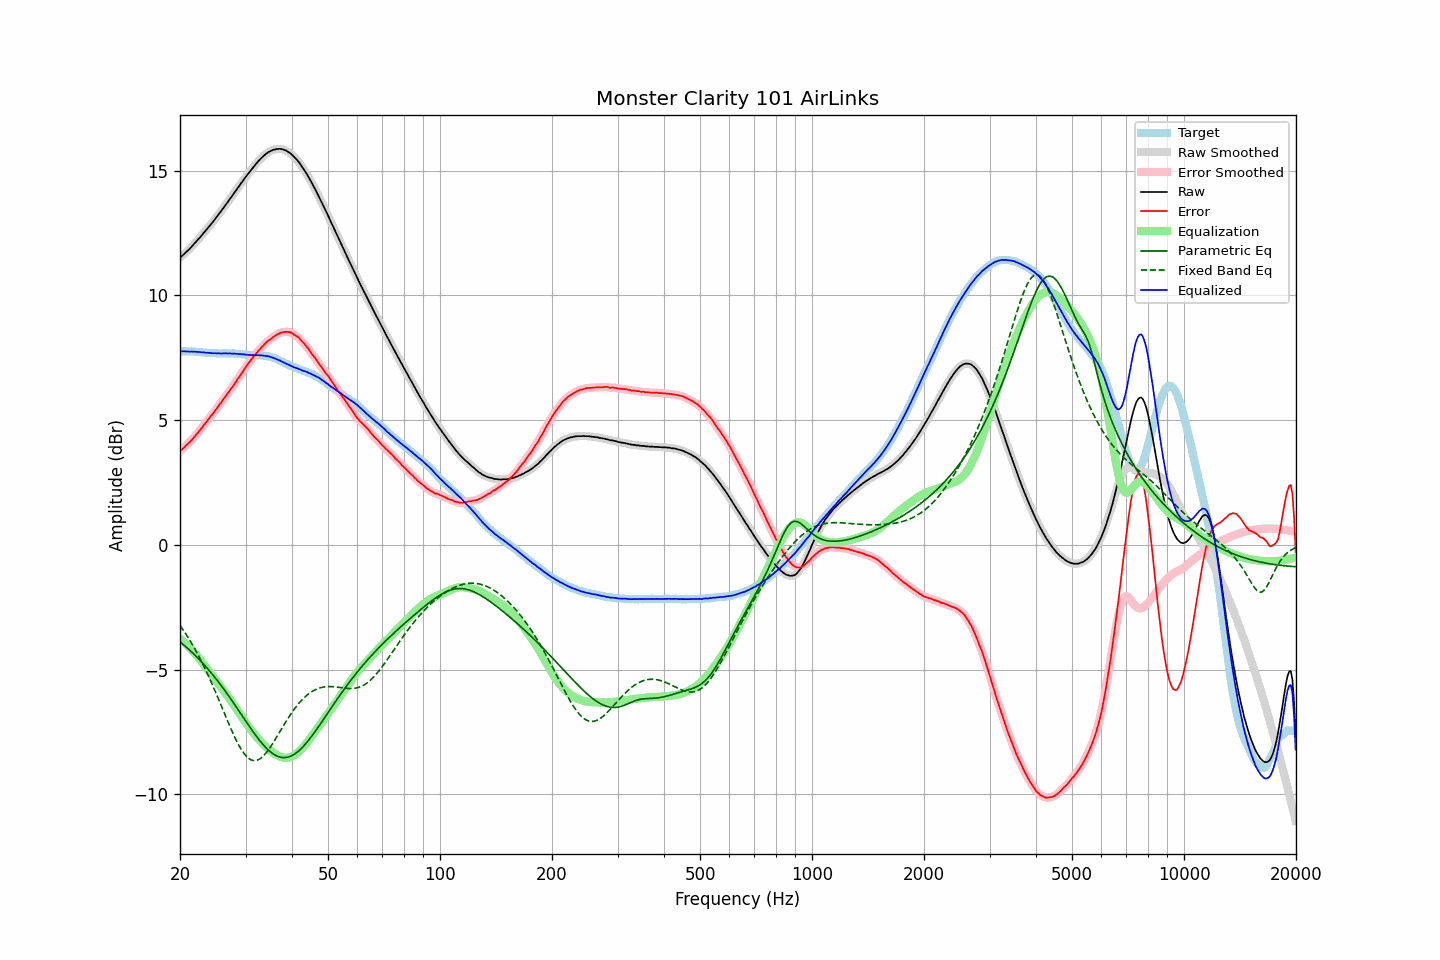 Monster Clarity 101 AirLinks
Target
Raw Smoothed
Error Smoothed
Raw
Error
Equalization
Parametric Eq
Fixed Band Eq
Equalized
Amplitude (dBr)
15
10
5
0
−5
−10
20
50
100
200
500
1000
2000
5000
10000
20000
Frequency (Hz)